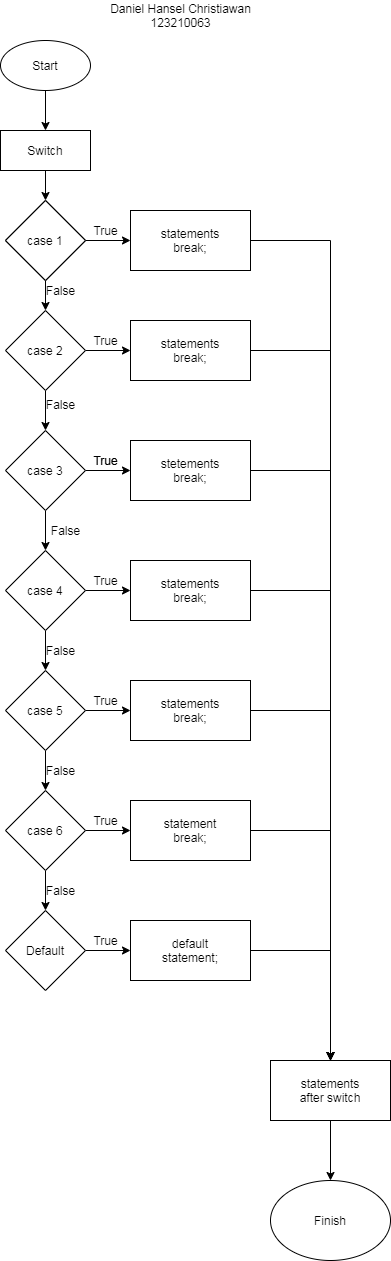 Daniel Hansel Christiawan
123210063
Start
Switch
case 1
True
statements
break;
False
case 2
True
statements
break;
False
case 3
True
stetements
break;
False
case 4
True
statements
break;
False
case 5
True
statements
break;
False
case 6
True
statement
break;
False
Default
True
default
statement;
statements
after switch
Finish